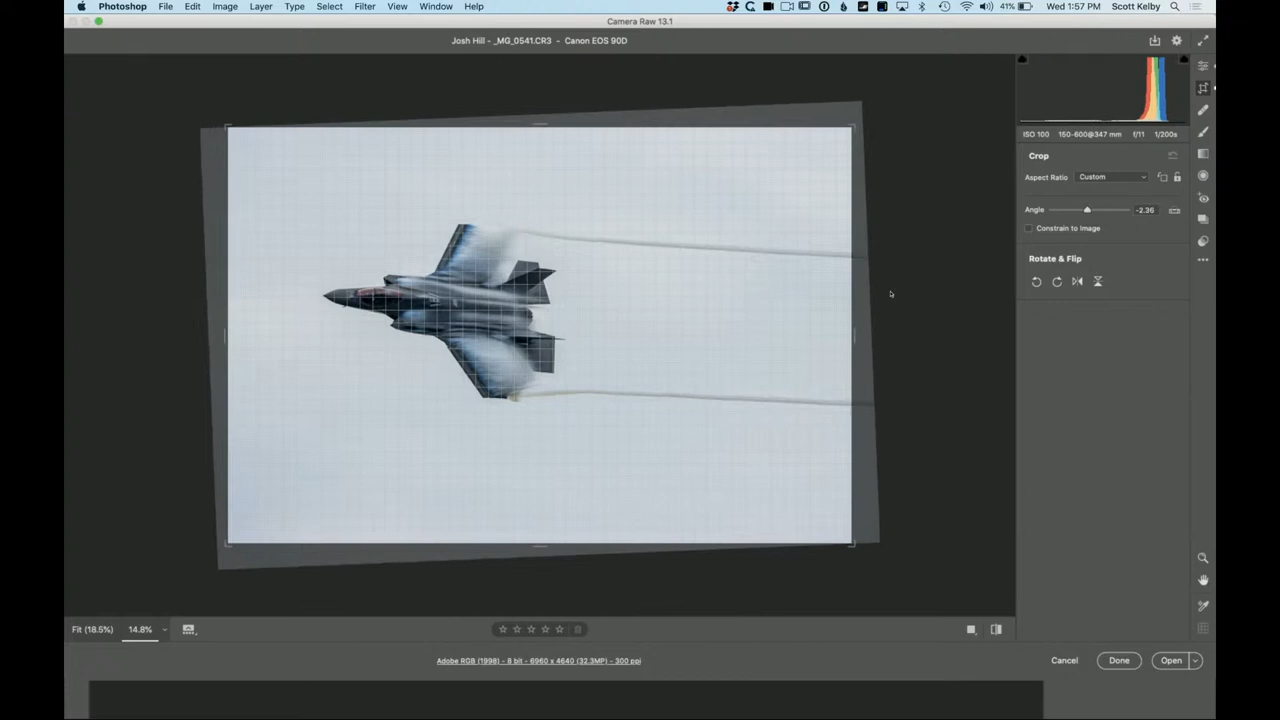 Photoshop File Edit Image Layer Type Select Filter View Window Help 41% Wed 1:57 PM Scott Kelby
Camera Raw 13.1
Josh Hill - _MG_0541.CR3 - Canon EOS 90D
ISO 100 150-600@347 mm f/11 1/200s
Crop
Aspect Ratio Custom
Angle -2.36
Constrain to Image
Rotate & Flip
Fit (18.5%) 14.8%
Adobe RGB (1998) - 8 bit - 6960 x 4640 (32.3MP) - 300 ppi
Cancel Done Open